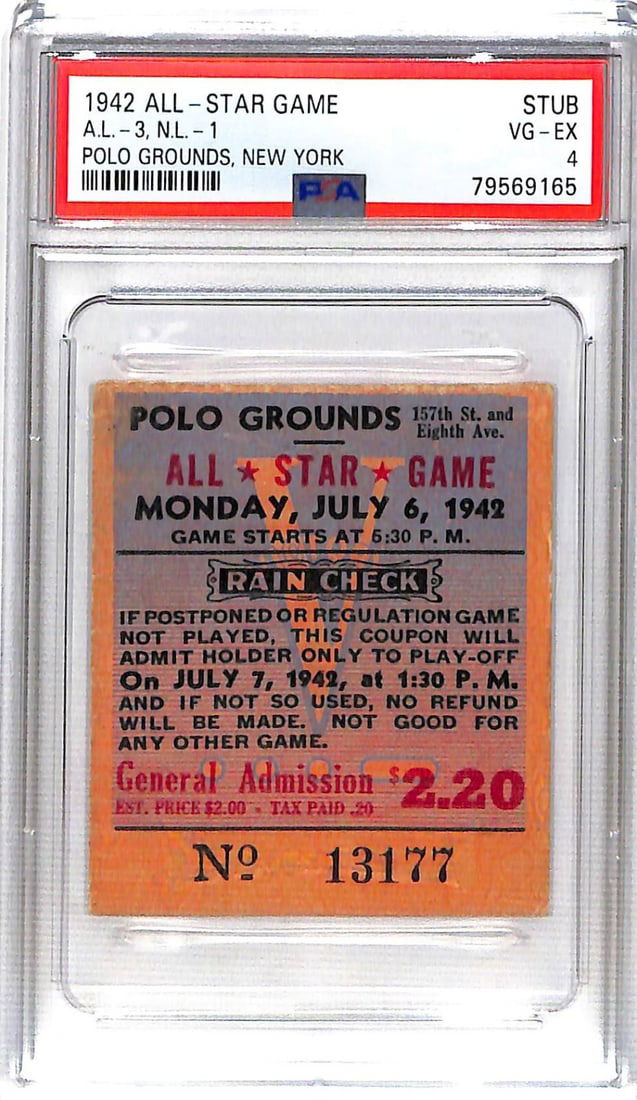 1942 ALL-STAR GAME STUB
A.L.-3, N.L.-1 VG-EX
POLO GROUNDS, NEW YORK 4
PSA 79569165
POLO GROUNDS 157th St. and Eighth Ave.
ALL ★ STAR ★ GAME
MONDAY, JULY 6, 1942
GAME STARTS AT 6:30 P. M.
RAIN CHECK
IF POSTPONED OR REGULATION GAME
NOT PLAYED, THIS COUPON WILL
ADMIT HOLDER ONLY TO PLAY-OFF
On JULY 7, 1942, at 1:30 P. M.
AND IF NOT SO USED, NO REFUND
WILL BE MADE. NOT GOOD FOR
ANY OTHER GAME.
General Admission $2.20
EST. PRICE $2.00 - TAX PAID .20
Nº 13177